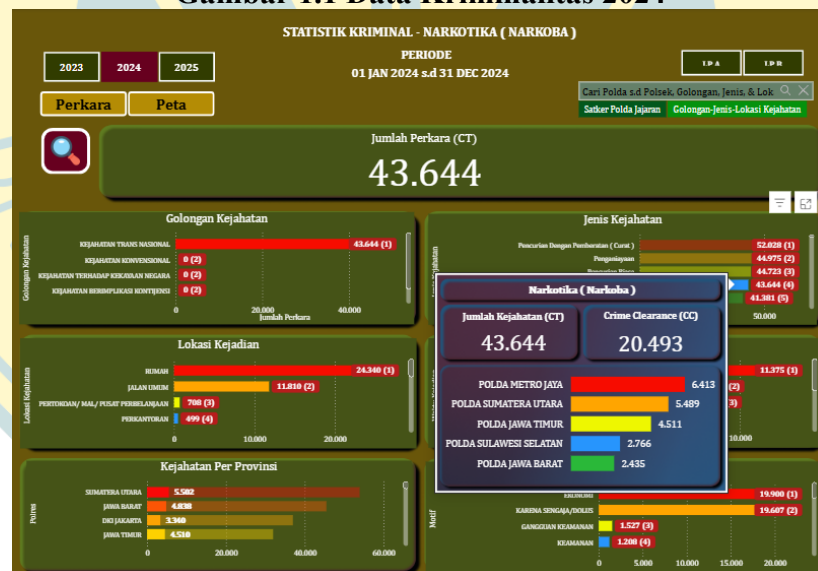 Gambar 1.1 Data Kriminalitas 2024
STATISTIK KRIMINAL - NARKOTIKA ( NARKOBA )
PERIODE
01 JAN 2024 s.d 31 DEC 2024
2023
2024
2025
LP A
LP B
Perkara
Peta
Cari Polda s.d Polsek, Golongan, Jenis, & Lok
Satker Polda Jajaran
Golongan-Jenis-Lokasi Kejahatan
Jumlah Perkara (CT)
43.644
Golongan Kejahatan
Golongan Kejahatan
KEJAHATAN TRANS NASIONAL 43.644 (1)
KEJAHATAN KONVENSIONAL 0 (2)
KEJAHATAN TERHADAP KEKAYAAN NEGARA 0 (2)
KEJAHATAN BERIMPLIKASI KONTIJENSI 0 (2)
0 20.000 40.000
Jumlah Perkara
Jenis Kejahatan
Pencurian Dengan Pemberatan ( Curat ) 52.028 (1)
Penganiayaan 44.975 (2)
44.723 (3)
43.644 (4)
41.381 (5)
50.000
Narkotika ( Narkoba )
Jumlah Kejahatan (CT)
43.644
Crime Clearance (CC)
20.493
POLDA METRO JAYA 6.413
POLDA SUMATERA UTARA 5.489
POLDA JAWA TIMUR 4.511
POLDA SULAWESI SELATAN 2.766
POLDA JAWA BARAT 2.435
Lokasi Kejadian
Lokasi Kejahatan
RUMAH 24.340 (1)
JALAN UMUM 11.810 (2)
PERTOKOAN/ MAL/ PUSAT PERBELANJAAN 708 (3)
PERKANTORAN 499 (4)
0 10.000 20.000
11.375 (1)
(2)
3)
10.000
Kejahatan Per Provinsi
Polres
SUMATERA UTARA 5.502
JAWA BARAT 4.838
DKI JAKARTA 3.340
JAWA TIMUR 4.510
0 20.000 40.000 60.000
Motif
EKONOMI 19.900 (1)
KARENA SENGAJA/DOLUS 19.607 (2)
GANGGUAN KEAMANAN 1.527 (3)
KEAMANAN 1.208 (4)
0 5.000 10.000 15.000 20.000